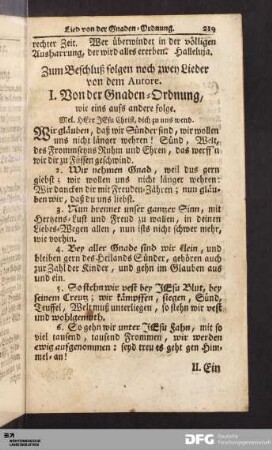 Lied von der Gnaden-Ordnung. 219
rechter Zeit. Wer überwindet in der völligen
Ausharrung, der wird alles ererben. Halleluja.
Zum Beschluß folgen noch zwey Lieder
von dem Autore.
I. Von der Gnaden-Ordnung,
wie eins aufs andere folge.
Mel. HErr JEsu Christ, dich zu uns wend.
Wir gläuben, daß wir Sünder sind, wir wollen
uns nicht länger wehren! Sünd, Welt,
des Frommseyns Ruhm und Ehren, das werff'n
wir dir zu Füssen geschwind.
2. Wir nehmen Gnad, weil dus gern
giebst; wir wollen uns nicht länger wehren:
Wir dancken dir mit Freuden-Zähren; nun gläu-
ben wir, daß du uns liebst.
3. Nun brennet unser gantzer Sinn, mit
Hertzens-Lust und Freud zu wallen, in deinen
Liebes-Wegen allen, nun ists nicht schwer mehr,
wie vorhin.
4. Bey aller Gnade sind wir klein, und
bleiben gern des Heilands Sünder, gehören auch
zur Zahl der Kinder, und gehn im Glauben aus
und ein.
5. So stehn wir vest bey JEsu Blut, bey
seinem Creutz; wir kämpffen, siegen, Sünd,
Teuffel, Welt muß unterliegen, so stehn wir vest
und wohlgemuth.
6. So gehn wir unter JEsu Fahn, mit so
viel tausend, tausend Frommen, wir werden
ewig aufgenommen: seyd treu es geht gen Him-
mel-an!
II. Ein
WÜRTTEMBERGISCHE
LANDESBIBLIOTHEK
DFG
Deutsche
Forschungsgemeinschaft